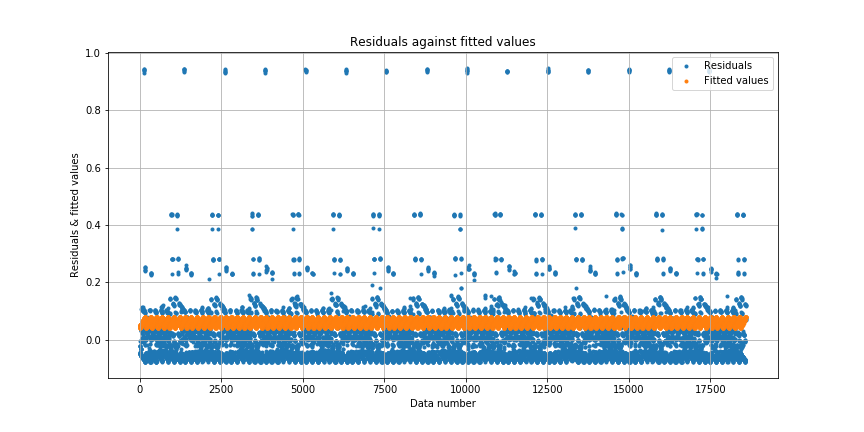 Residuals against fitted values
Residuals
Fitted values
1.0
0.8
0.6
0.4
0.2
0.0
Residuals & fitted values
0
2500
5000
7500
10000
12500
15000
17500
Data number